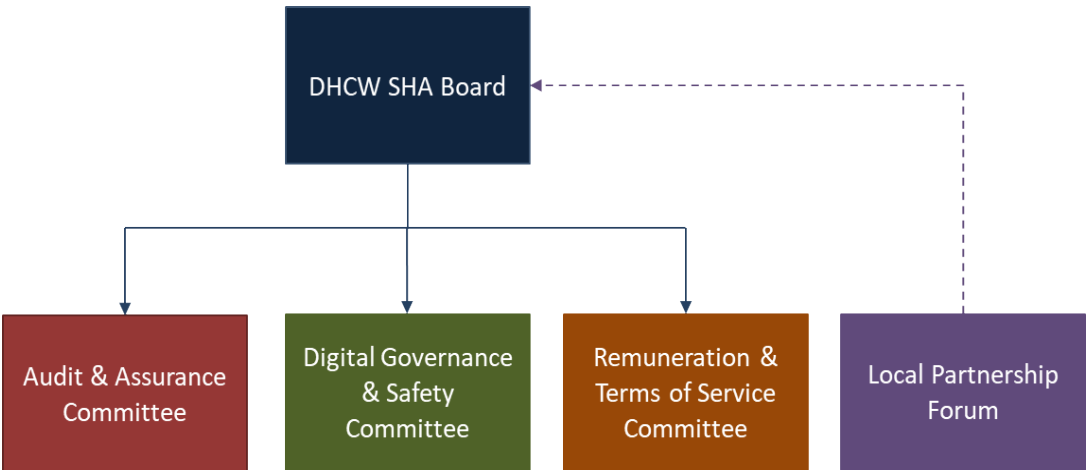 DHCW SHA Board
Audit & Assurance
Committee
Digital Governance
& Safety
Committee
Remuneration &
Terms of Service
Committee
Local Partnership
Forum